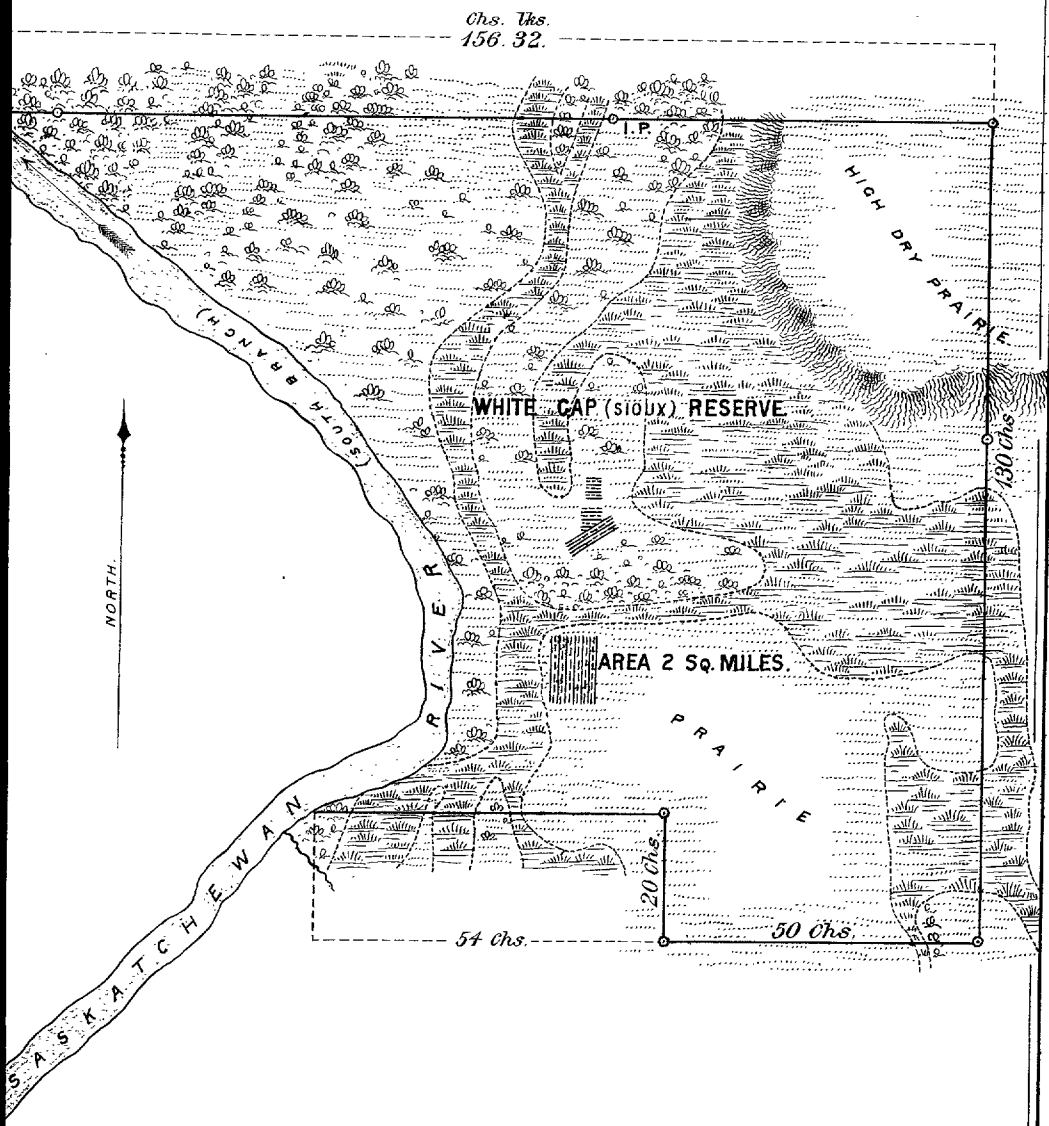 Chs. lks.
156.32.
I.P.
HIGH DRY PRAIRIE.
(SOUTH BRANCH)
WHITE CAP (SIOUX) RESERVE.
130 Chs
NORTH.
RIVER
AREA 2 Sq. MILES.
PRAIRIE
SASKATCHEWAN
20 Chs.
54 Chs.
50 Chs.